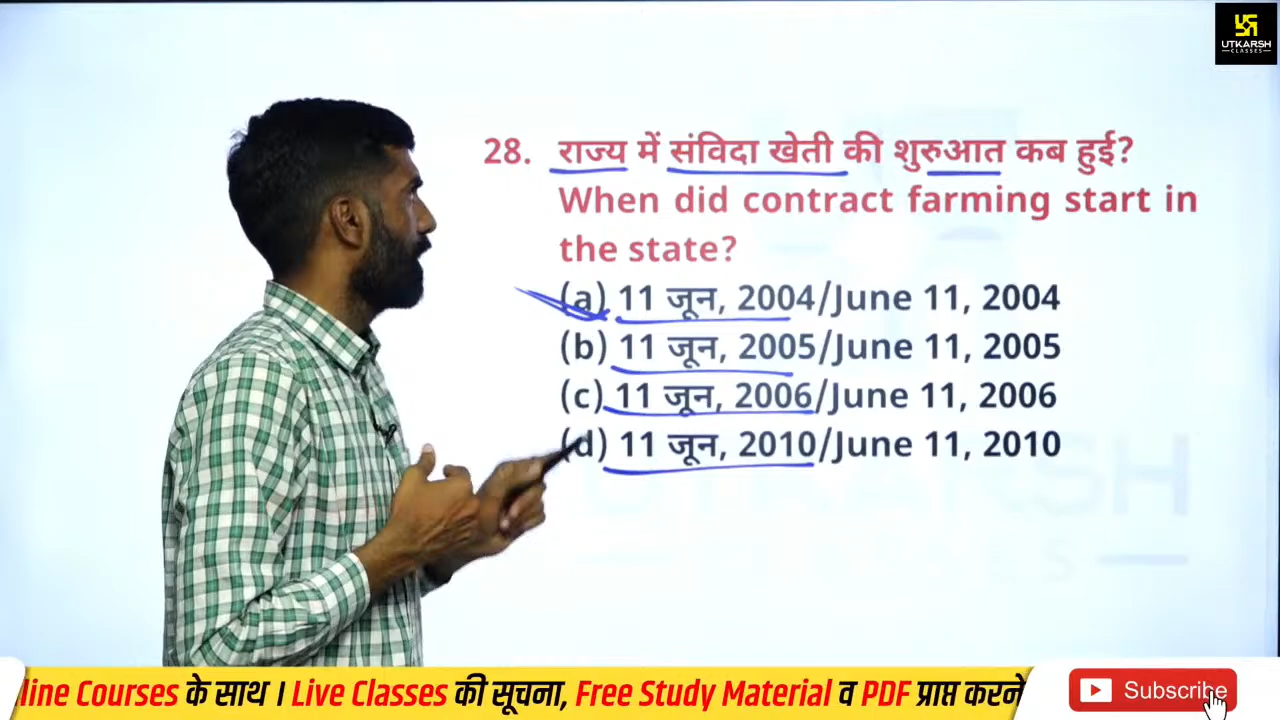 UTKARSH
CLASSES
28. राज्य में संविदा खेती की शुरुआत कब हुई?
When did contract farming start in
the state?
(a) 11 जून, 2004/June 11, 2004
(b) 11 जून, 2005/June 11, 2005
(c) 11 जून, 2006/June 11, 2006
(d) 11 जून, 2010/June 11, 2010
UTKARSH
CLASSES
line Courses के साथ । Live Classes की सूचना, Free Study Material व PDF प्राप्त करने
Subscribe